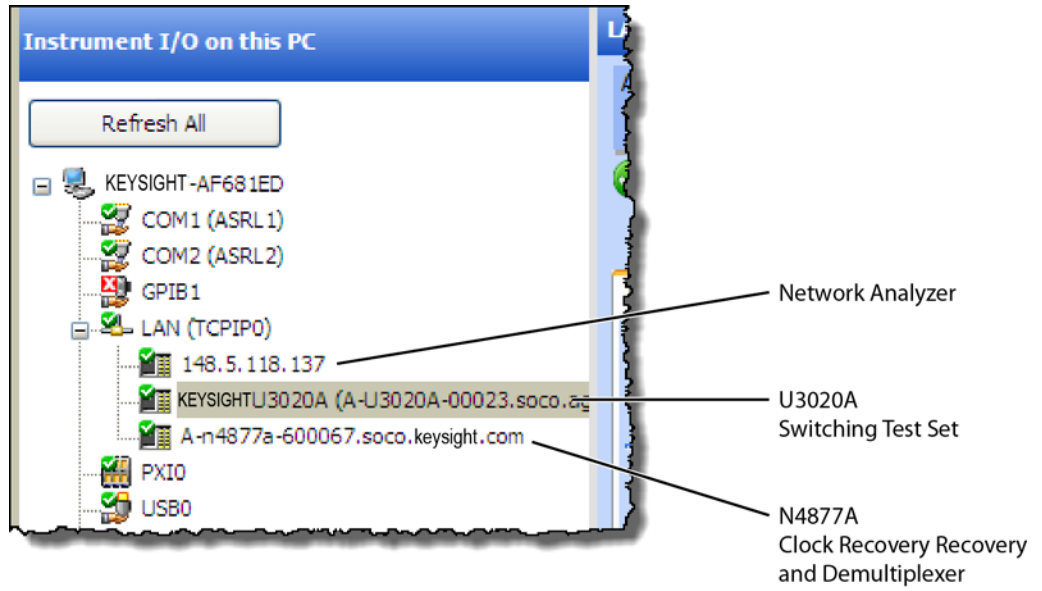 Instrument I/O on this PC
Refresh All
KEYSIGHT-AF681ED
COM1 (ASRL1)
COM2 (ASRL2)
GPIB1
LAN (TCPIP0)
148.5.118.137
KEYSIGHTU3020A (A-U3020A-00023.soco.ag
A-n4877a-600067.soco.keysight.com
PXI0
USB0
Network Analyzer
U3020A
Switching Test Set
N4877A
Clock Recovery Recovery
and Demultiplexer